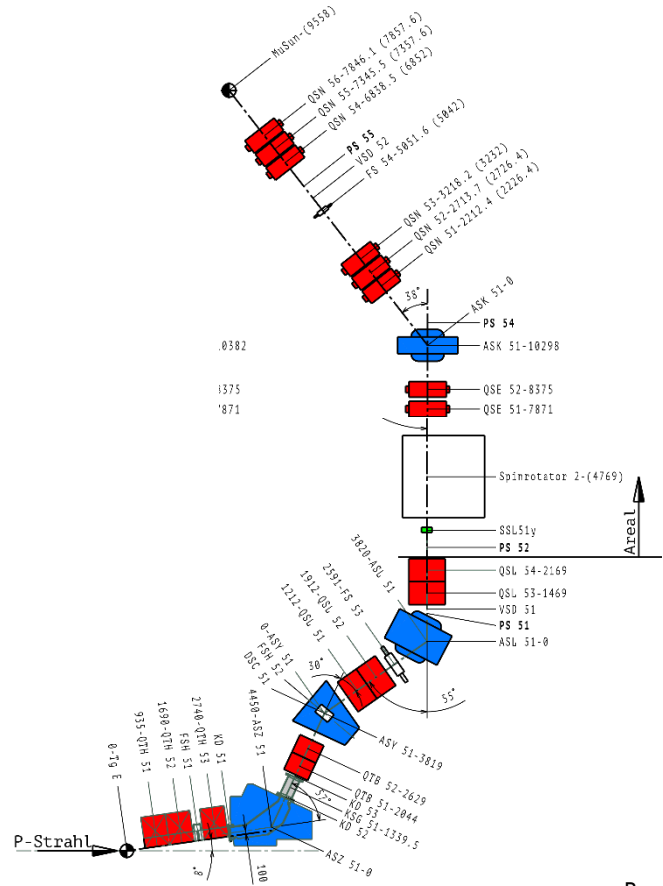 MuSun-(9558)
QSN 56-7846.1 (7857.6)
QSN 55-7345.5 (7357.6)
QSN 54-6838.5 (6852)
PS 55
VSD 52
FS 54-5051.6 (5042)
QSN 53-3218.2 (3232)
QSN 52-2713.7 (2726.4)
QSN 51-2212.4 (2226.4)
38°
ASK 51-0
PS 54
ASK 51-10298
QSE 52-8375
8375
QSE 51-7871
Spinrotator 2-(4769)
Areal
SSL51y
PS 52
3820-ASL 51
QSL 54-2169
QSL 53-1469
VSD 51
PS 51
ASL 51-0
2591-FS 53
1912-QSL 52
1212-QSL 51
0-ASY 51
FSH 52
DSC 51
30°
55°
ASY 51-3819
4450-ASZ 51
KD 51
2740-QTH 53
FSH 51
1690-QTH 52
935-QTH 51
0-Tg E
QTB 52-2629
QTB 51-2044
KD 53
KSG 51-1339.5
KD 52
ASZ 51-0
P-Strahl
8°
100